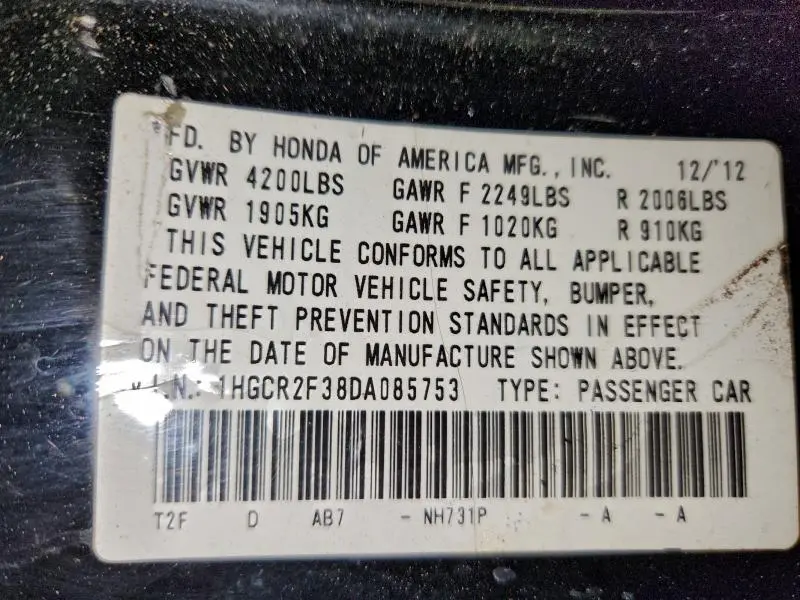 MFD. BY HONDA OF AMERICA MFG., INC. 12/'12
GVWR 4200LBS GAWR F 2249LBS R 2006LBS
GVWR 1905KG GAWR F 1020KG R 910KG
THIS VEHICLE CONFORMS TO ALL APPLICABLE
FEDERAL MOTOR VEHICLE SAFETY, BUMPER,
AND THEFT PREVENTION STANDARDS IN EFFECT
ON THE DATE OF MANUFACTURE SHOWN ABOVE.
V.I.N.: 1HGCR2F38DA085753 TYPE: PASSENGER CAR
T2F D AB7 - NH731P - A - A